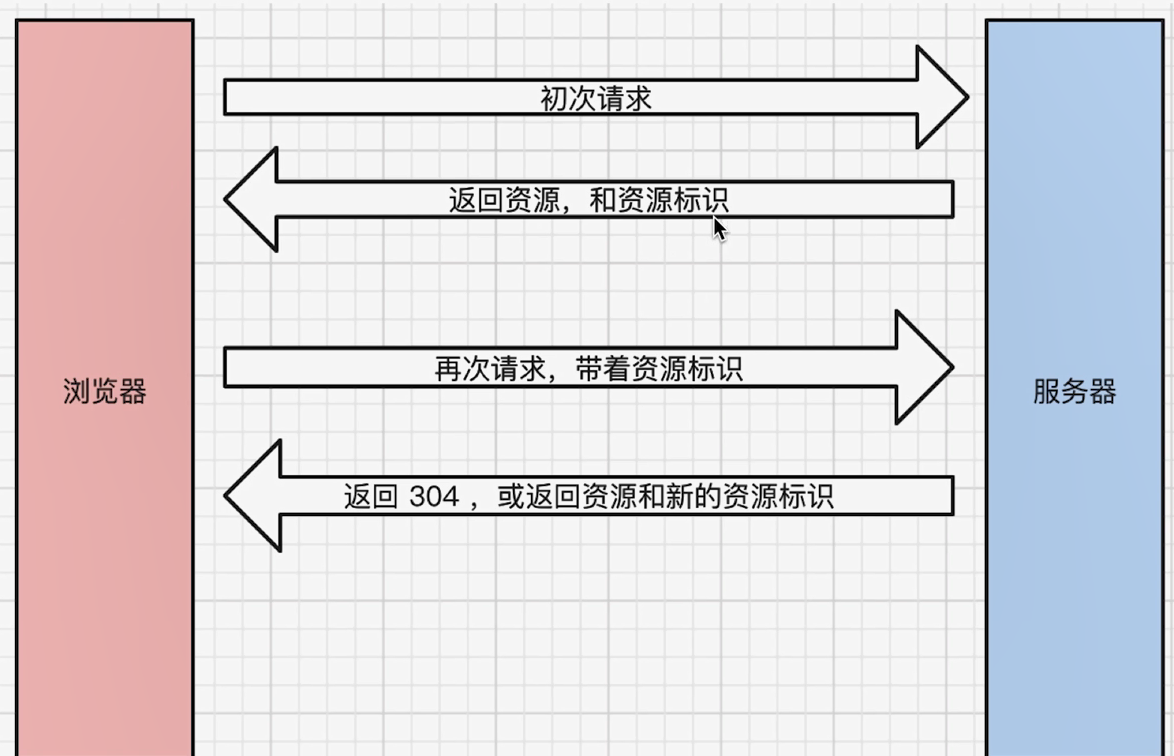 初次请求
返回资源，和资源标识
再次请求，带着资源标识
浏览器
服务器
返回 304 ，或返回资源和新的资源标识